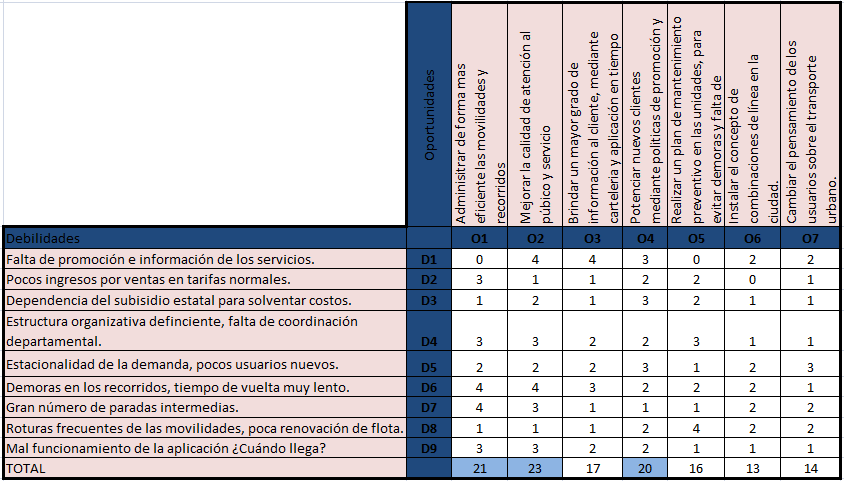 Oportunidades
Adminisitrar de forma mas
eficiente las movilidades y
recorridos
Mejorar la calidad de atención al
púbico y servicio
Brindar un mayor grado de
información al cliente, mediante
carteleria y aplicación en tiempo
Potenciar nuevos clientes
mediante politicas de promoción y
Realizar un plan de mantenimiento
preventivo en las unidades, para
evitar demoras y falta de
Instalar el concepto de
combinaciones de línea en la
ciudad.
Cambiar el pensamiento de los
usuarios sobre el transporte
urbano.
Debilidades O1 O2 O3 O4 O5 O6 O7
Falta de promoción e información de los servicios. D1 0 4 4 3 0 2 2
Pocos ingresos por ventas en tarifas normales. D2 3 1 1 2 2 0 1
Dependencia del subisidio estatal para solventar costos. D3 1 2 1 3 2 1 1
Estructura organizativa definciente, falta de coordinación
departamental. D4 3 3 2 2 3 1 1
Estacionalidad de la demanda, pocos usuarios nuevos. D5 2 2 2 3 1 2 3
Demoras en los recorridos, tiempo de vuelta muy lento. D6 4 4 3 2 2 2 1
Gran número de paradas intermedias. D7 4 3 1 1 1 2 2
Roturas frecuentes de las movilidades, poca renovación de flota. D8 1 1 1 2 4 2 2
Mal funcionamiento de la aplicación ¿Cuándo llega? D9 3 3 2 2 1 1 1
TOTAL 21 23 17 20 16 13 14